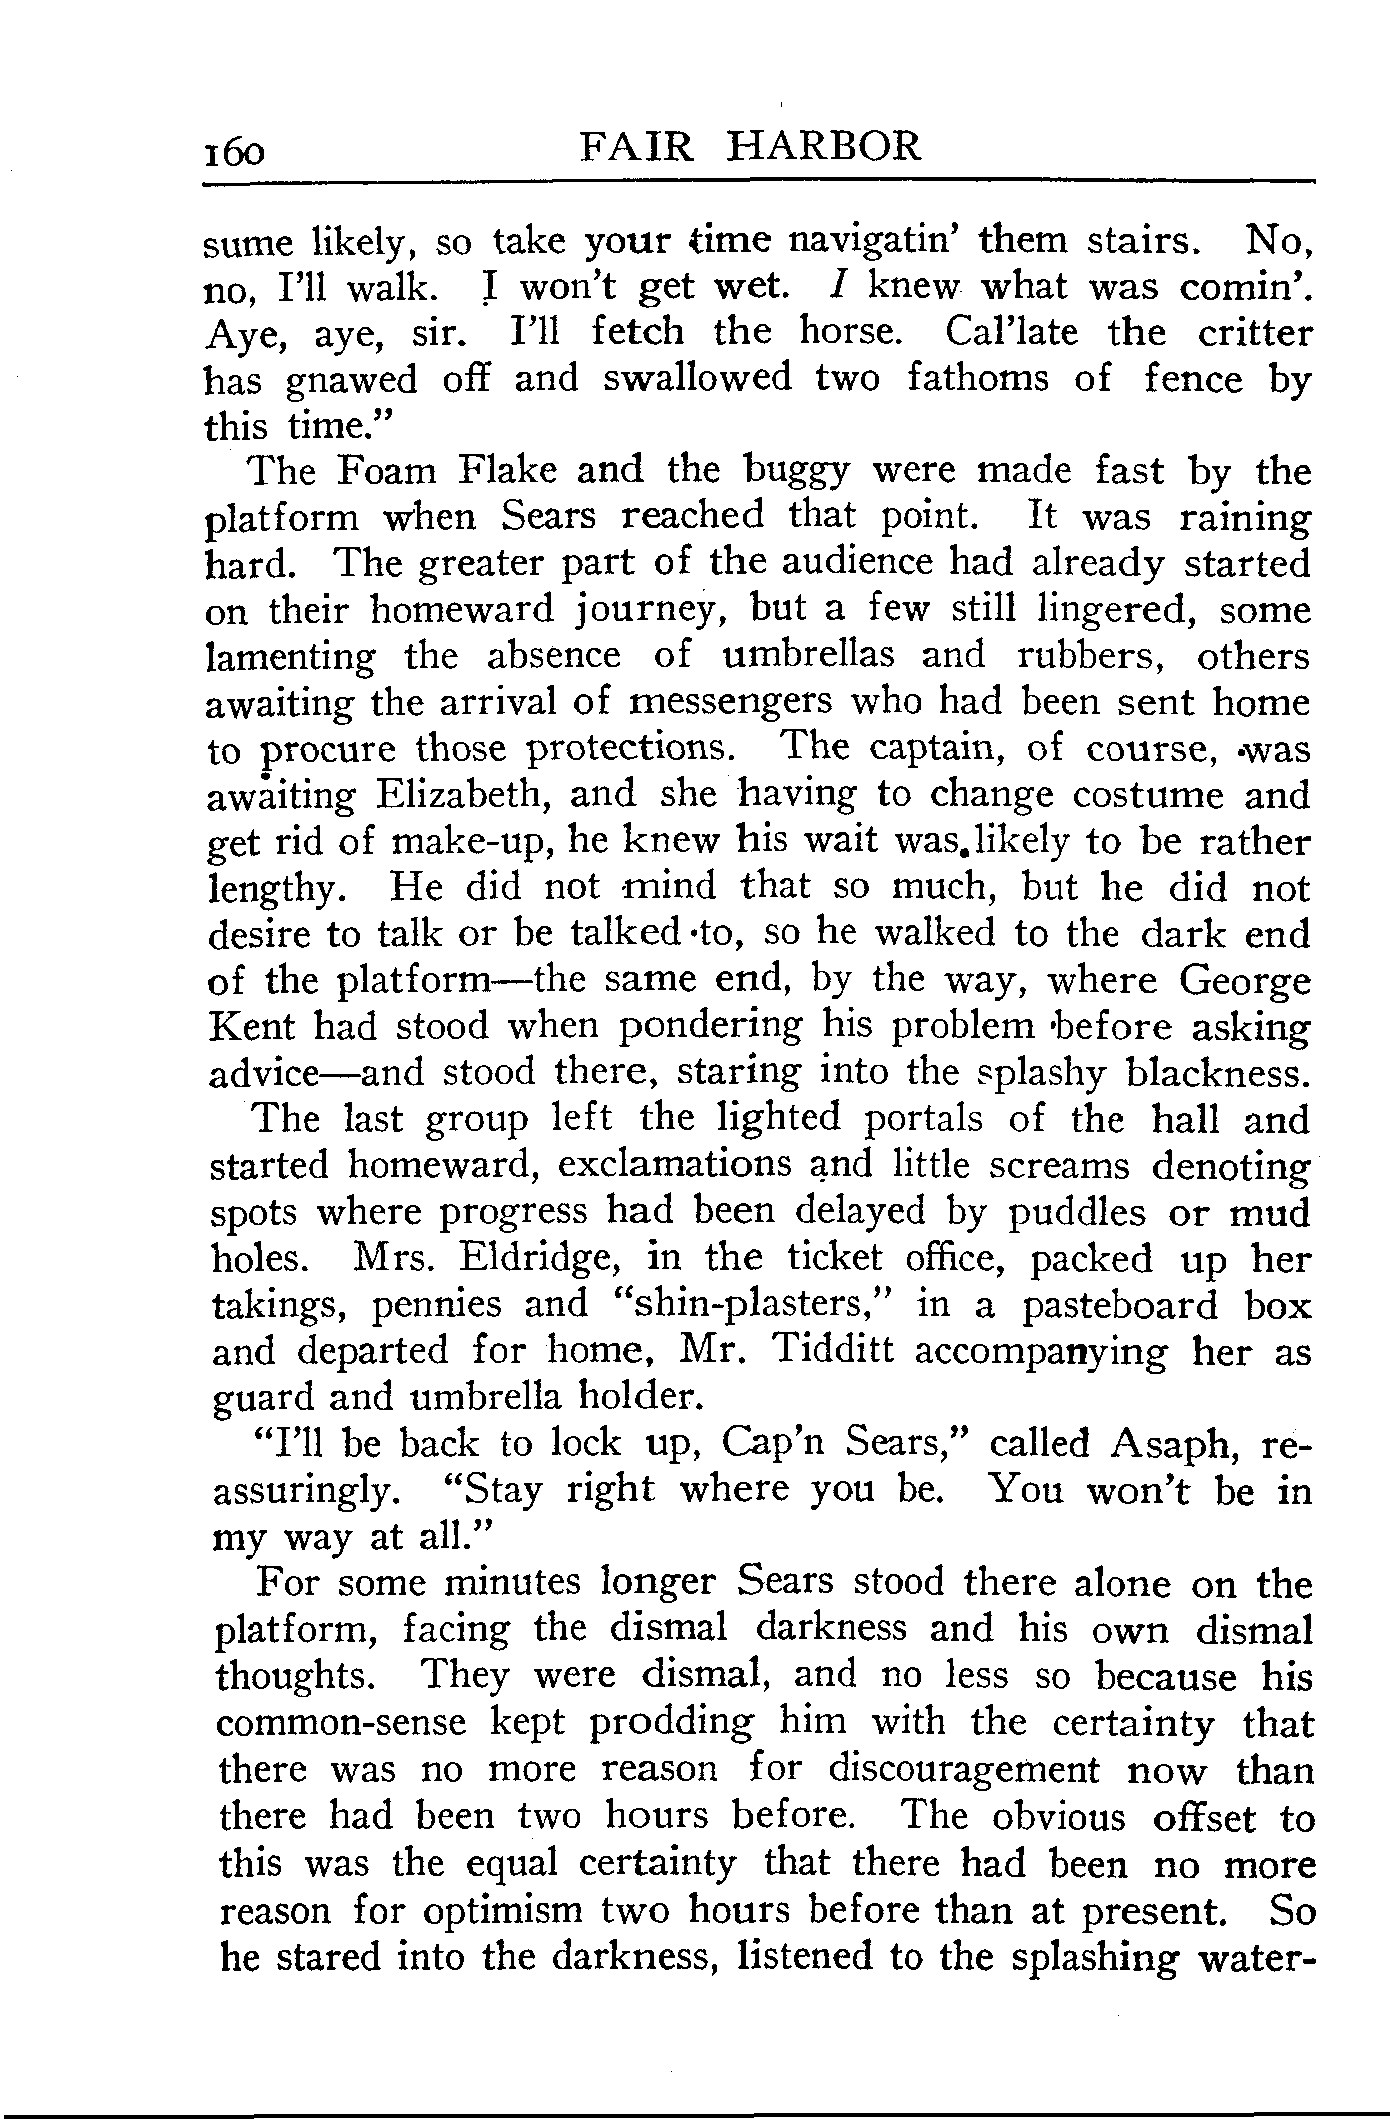 160 FAIR HARBOR
sume likely, so take your time navigatin' them stairs. No,
no, I'll walk. I won't get wet. I knew what was comin'.
Aye, aye, sir. I'll fetch the horse. Cal'late the critter
has gnawed off and swallowed two fathoms of fence by
this time."
The Foam Flake and the buggy were made fast by the
platform when Sears reached that point. It was raining
hard. The greater part of the audience had already started
on their homeward journey, but a few still lingered, some
lamenting the absence of umbrellas and rubbers, others
awaiting the arrival of messengers who had been sent home
to procure those protections. The captain, of course, was
awaiting Elizabeth, and she having to change costume and
get rid of make-up, he knew his wait was likely to be rather
lengthy. He did not mind that so much, but he did not
desire to talk or be talked to, so he walked to the dark end
of the platform—the same end, by the way, where George
Kent had stood when pondering his problem before asking
advice—and stood there, staring into the splashy blackness.
The last group left the lighted portals of the hall and
started homeward, exclamations and little screams denoting
spots where progress had been delayed by puddles or mud
holes. Mrs. Eldridge, in the ticket office, packed up her
takings, pennies and "shin-plasters," in a pasteboard box
and departed for home, Mr. Tidditt accompanying her as
guard and umbrella holder.
"I'll be back to lock up, Cap'n Sears," called Asaph, re-
assuringly. "Stay right where you be. You won't be in
my way at all."
For some minutes longer Sears stood there alone on the
platform, facing the dismal darkness and his own dismal
thoughts. They were dismal, and no less so because his
common-sense kept prodding him with the certainty that
there was no more reason for discouragement now than
there had been two hours before. The obvious offset to
this was the equal certainty that there had been no more
reason for optimism two hours before than at present. So
he stared into the darkness, listened to the splashing water-